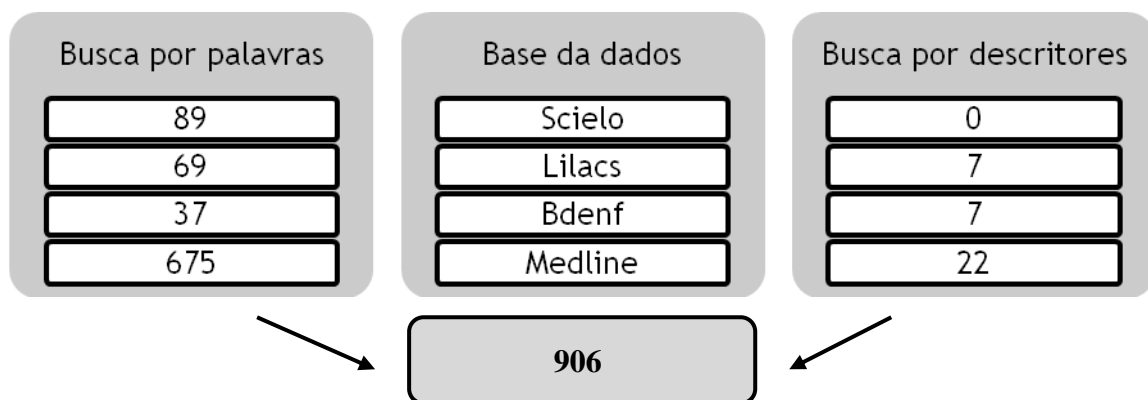 Busca por palavras
89
69
37
675
Base da dados
Scielo
Lilacs
Bdenf
Medline
Busca por descritores
0
7
7
22
906